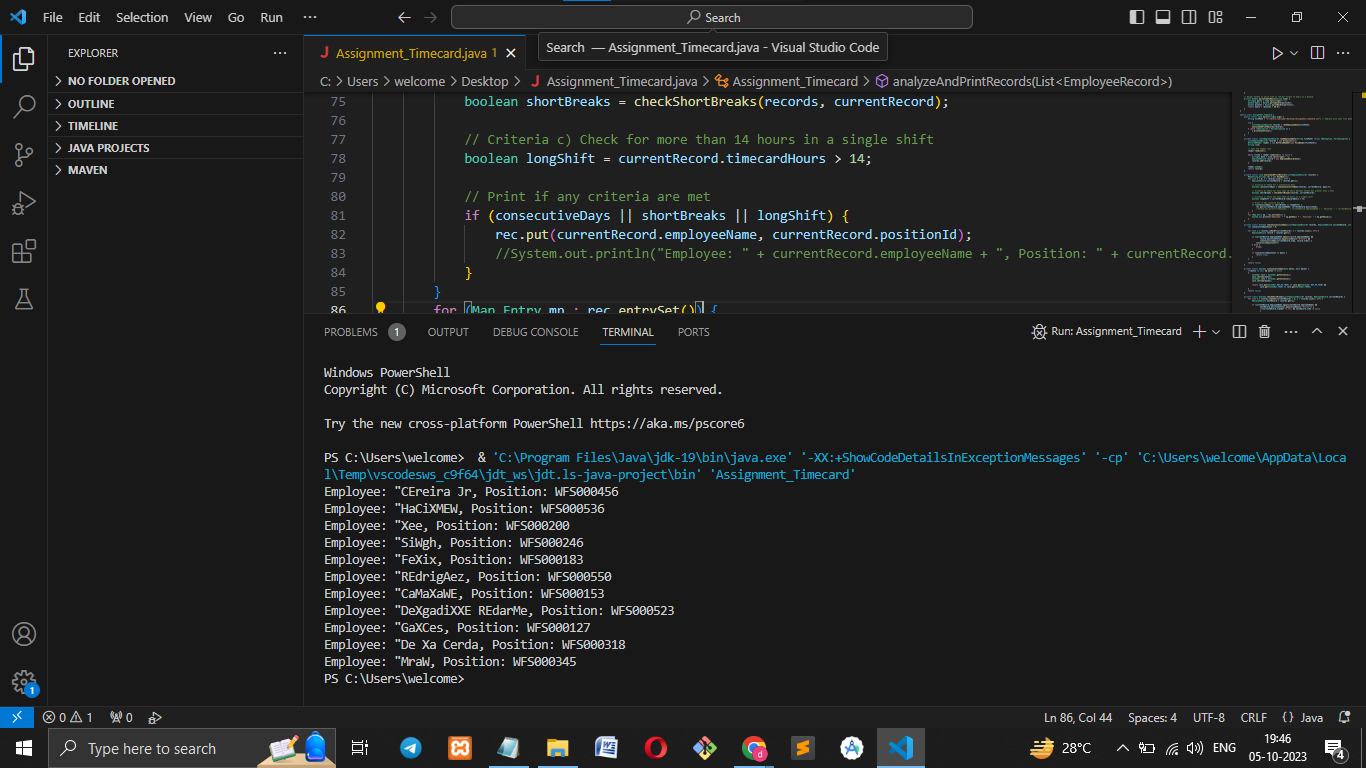 File Edit Selection View Go Run ··· Search
EXPLORER ···
J Assignment_Timecard.java 1
Search — Assignment_Timecard.java - Visual Studio Code
NO FOLDER OPENED
OUTLINE
TIMELINE
JAVA PROJECTS
MAVEN
C: > Users > welcome > Desktop > J Assignment_Timecard.java > Assignment_Timecard > analyzeAndPrintRecords(List<EmployeeRecord>)
75 boolean shortBreaks = checkShortBreaks(records, currentRecord);
76
77 // Criteria c) Check for more than 14 hours in a single shift
78 boolean longShift = currentRecord.timecardHours > 14;
79
80 // Print if any criteria are met
81 if (consecutiveDays || shortBreaks || longShift) {
82 rec.put(currentRecord.employeeName, currentRecord.positionId);
83 //System.out.println("Employee: " + currentRecord.employeeName + ", Position: " + currentRecord.
84 }
85 }
86 for (Map.Entry mp : rec.entrySet()) {
PROBLEMS 1 OUTPUT DEBUG CONSOLE TERMINAL PORTS Run: Assignment_Timecard
Windows PowerShell
Copyright (C) Microsoft Corporation. All rights reserved.
Try the new cross-platform PowerShell https://aka.ms/pscore6
PS C:\Users\welcome> & 'C:\Program Files\Java\jdk-19\bin\java.exe' '-XX:+ShowCodeDetailsInExceptionMessages' '-cp' 'C:\Users\welcome\AppData\Loca
l\Temp\vscodesws_c9f64\jdt_ws\jdt.ls-java-project\bin' 'Assignment_Timecard'
Employee: "CEreira Jr, Position: WFS000456
Employee: "HaCiXMEW, Position: WFS000536
Employee: "Xee, Position: WFS000200
Employee: "SiWgh, Position: WFS000246
Employee: "FeXix, Position: WFS000183
Employee: "REdrigAez, Position: WFS000550
Employee: "CaMaXaWE, Position: WFS000153
Employee: "DeXgadiXXE REdarMe, Position: WFS000523
Employee: "GaXCes, Position: WFS000127
Employee: "De Xa Cerda, Position: WFS000318
Employee: "MraW, Position: WFS000345
PS C:\Users\welcome>
1
0 1 0 Ln 86, Col 44 Spaces: 4 UTF-8 CRLF {} Java
Type here to search 28°C ENG 19:46
05-10-2023 4